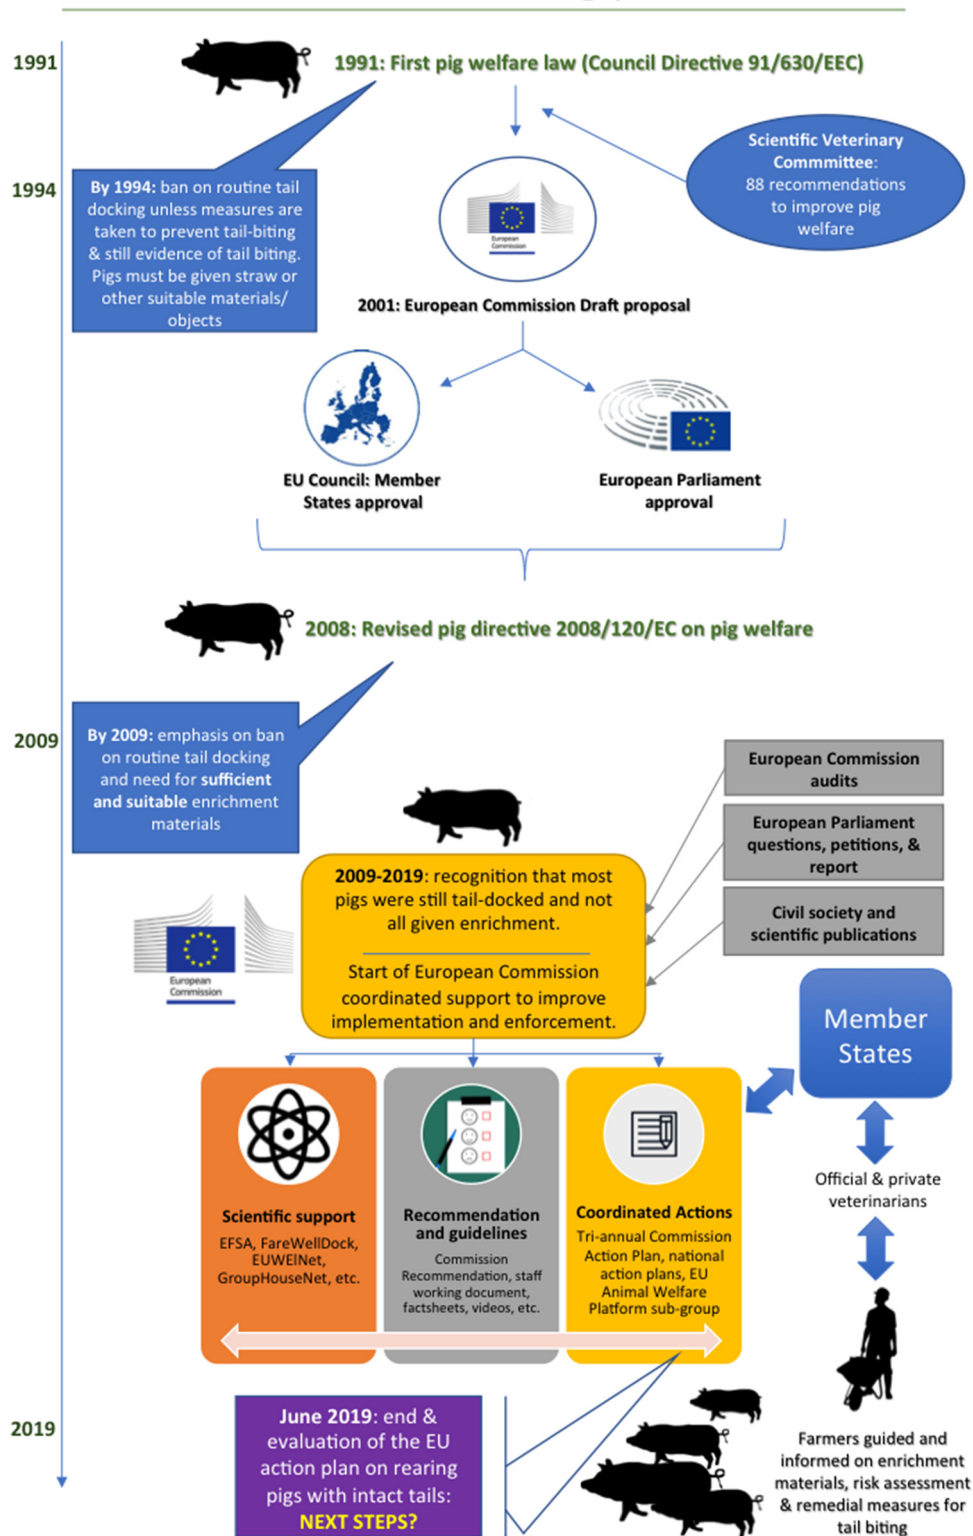 1991
1991: First pig welfare law (Council Directive 91/630/EEC)
Scientific Veterinary
Commmittee:
88 recommendations
to improve pig
welfare
1994
By 1994: ban on routine tail
docking unless measures are
taken to prevent tail-biting
& still evidence of tail biting.
Pigs must be given straw or
other suitable materials/
objects
European
Commission
2001: European Commission Draft proposal
EU Council: Member
States approval
European Parliament
approval
2008: Revised pig directive 2008/120/EC on pig welfare
2009
By 2009: emphasis on ban
on routine tail docking
and need for sufficient
and suitable enrichment
materials
European Commission
audits
European Parliament
questions, petitions, &
report
Civil society and
scientific publications
2009-2019: recognition that most
pigs were still tail-docked and not
all given enrichment.
Start of European Commission
coordinated support to improve
implementation and enforcement.
European
Commission
Member
States
Scientific support
EFSA, FareWellDock,
EUWElNet,
GroupHouseNet, etc.
Recommendation
and guidelines
Commission
Recommendation, staff
working document,
factsheets, videos, etc.
Coordinated Actions
Tri-annual Commission
Action Plan, national
action plans, EU
Animal Welfare
Platform sub-group
Official & private
veterinarians
2019
June 2019: end &
evaluation of the EU
action plan on rearing
pigs with intact tails:
NEXT STEPS?
Farmers guided and
informed on enrichment
materials, risk assessment
& remedial measures for
tail biting